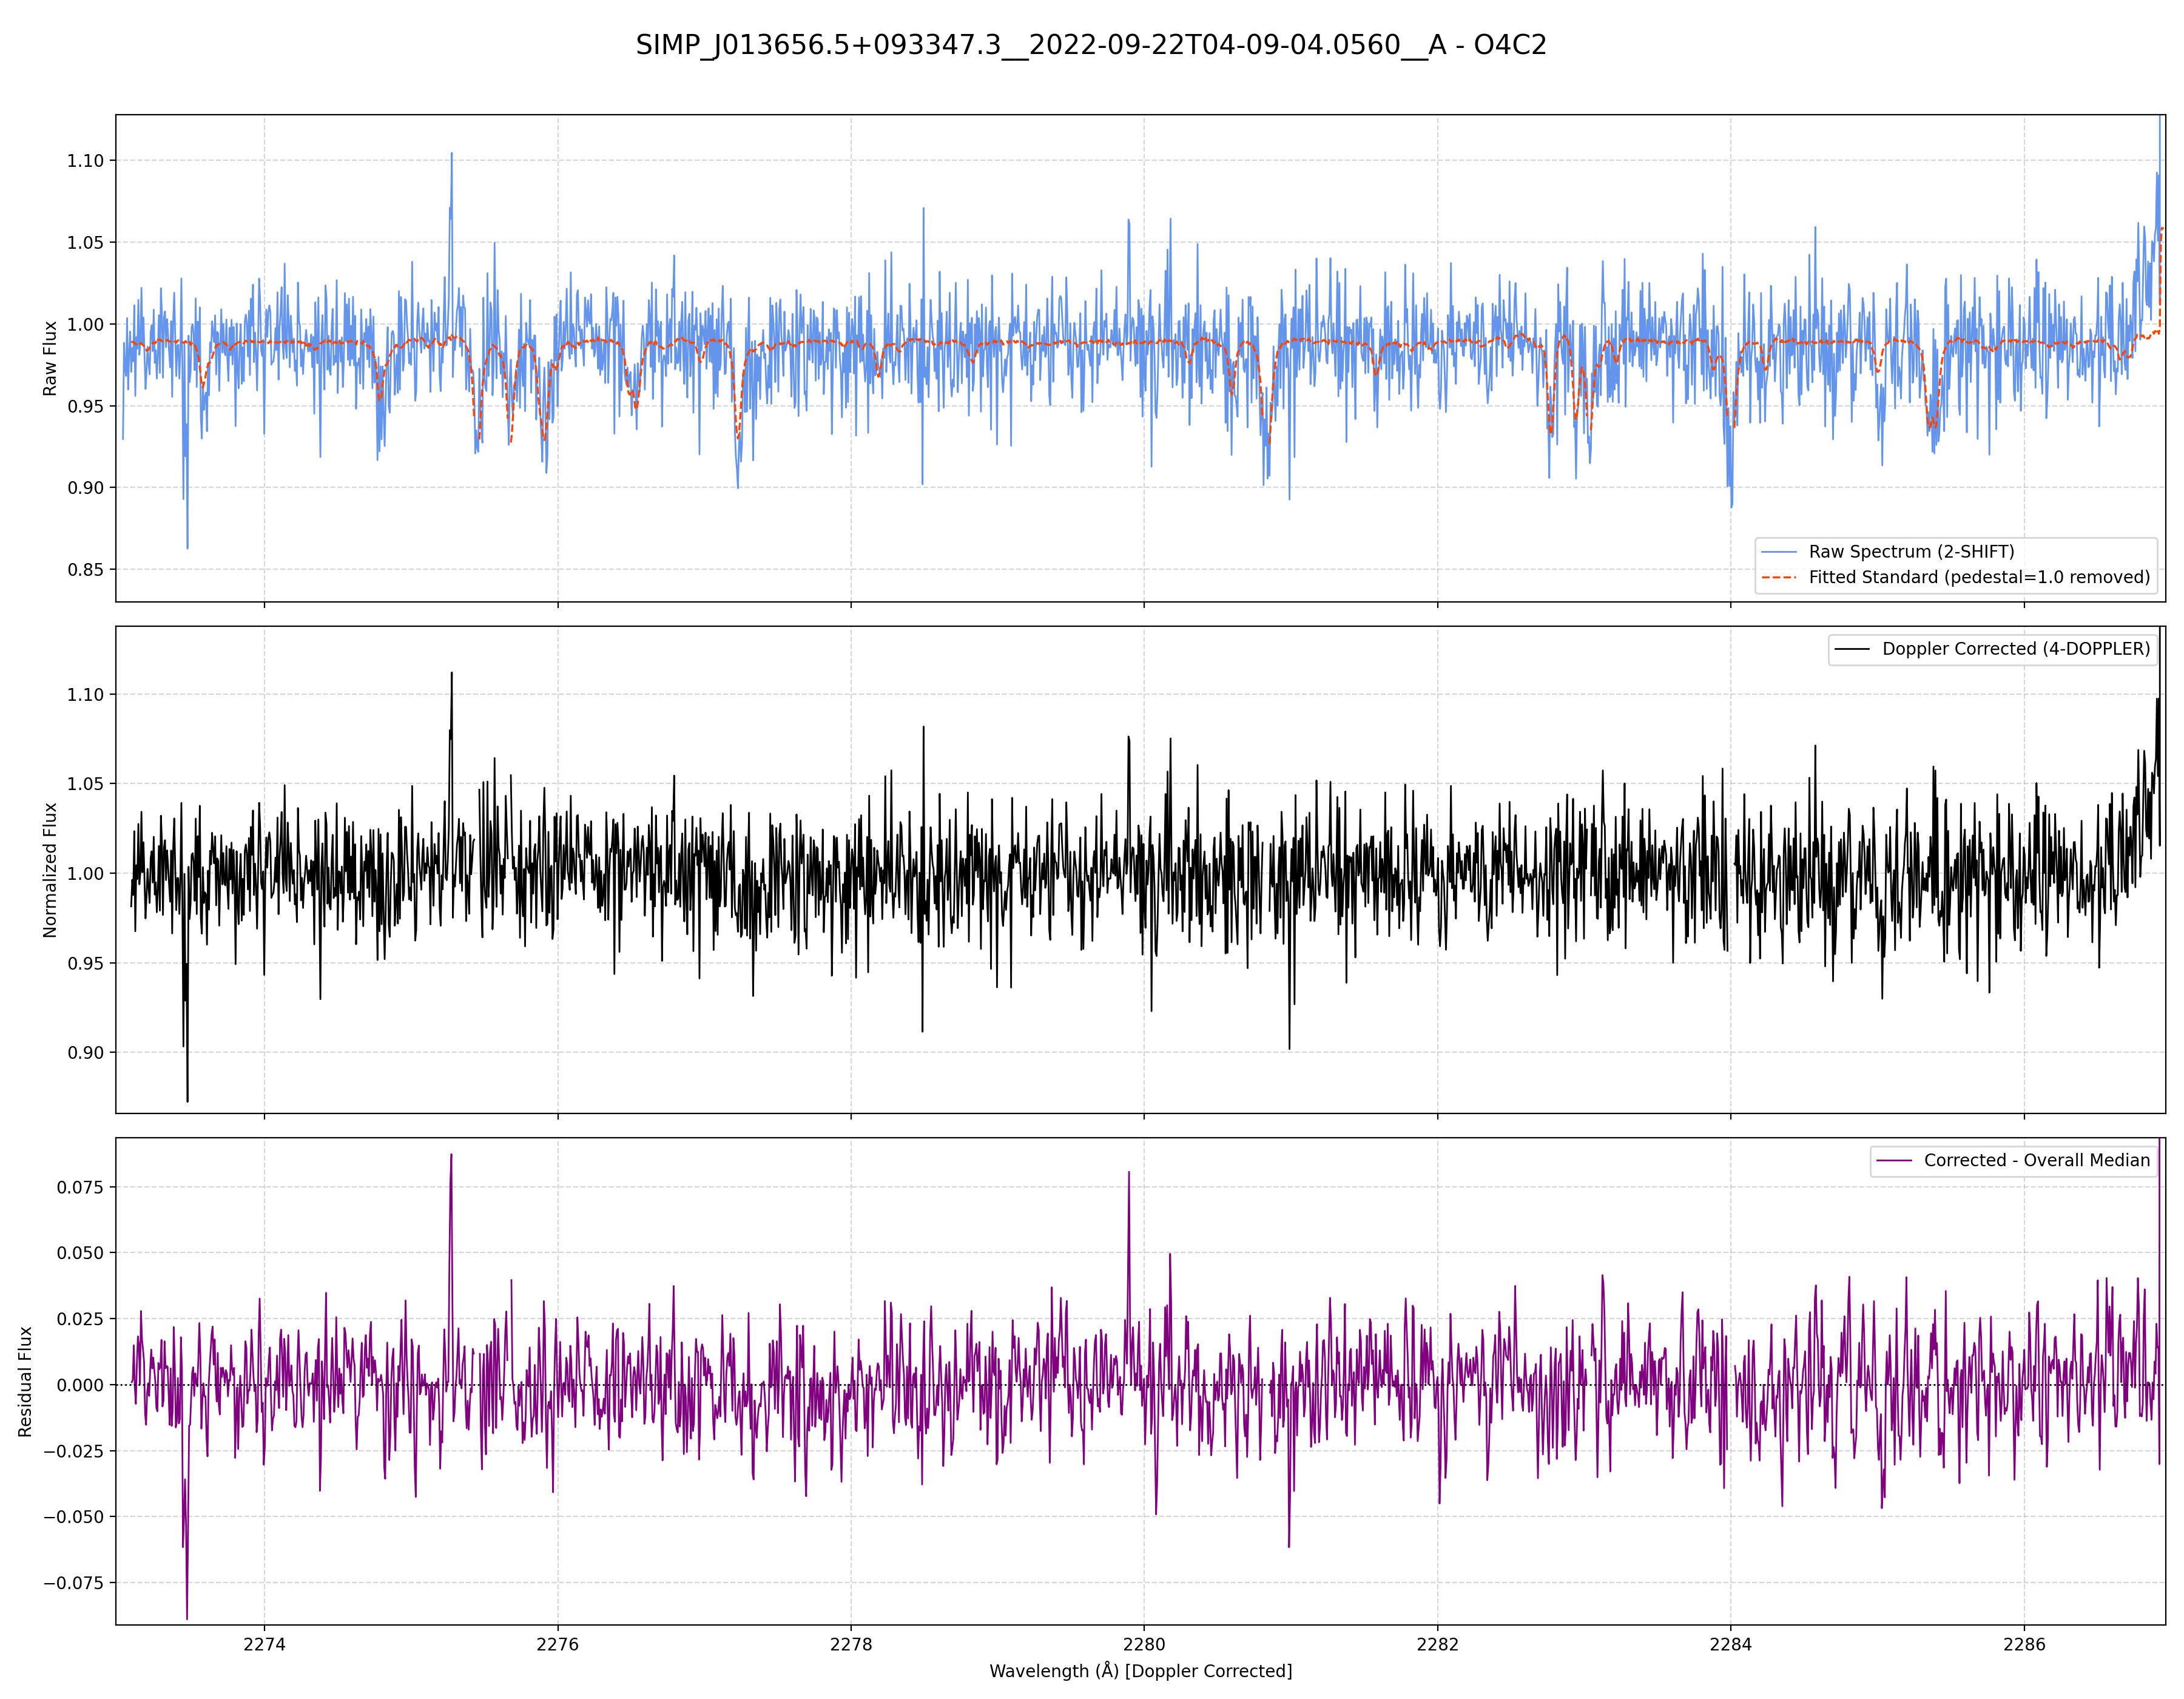 SIMP_J013656.5+093347.3__2022-09-22T04-09-04.0560__A - O4C2
1.10
1.05
1.00
0.95
0.90
0.85
Raw Flux
Raw Spectrum (2-SHIFT)
Fitted Standard (pedestal=1.0 removed)
1.10
1.05
1.00
0.95
0.90
Normalized Flux
Doppler Corrected (4-DOPPLER)
0.075
0.050
0.025
0.000
−0.025
−0.050
−0.075
Residual Flux
Corrected - Overall Median
2274 2276 2278 2280 2282 2284 2286
Wavelength (Å) [Doppler Corrected]